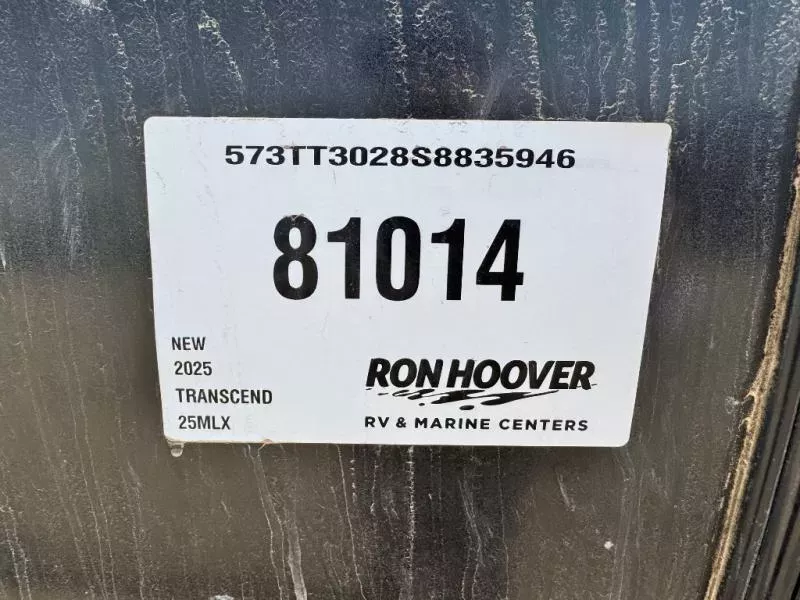 573TT3028S8835946
81014
NEW
2025
TRANSCEND
25MLX
RON HOOVER
RV & MARINE CENTERS